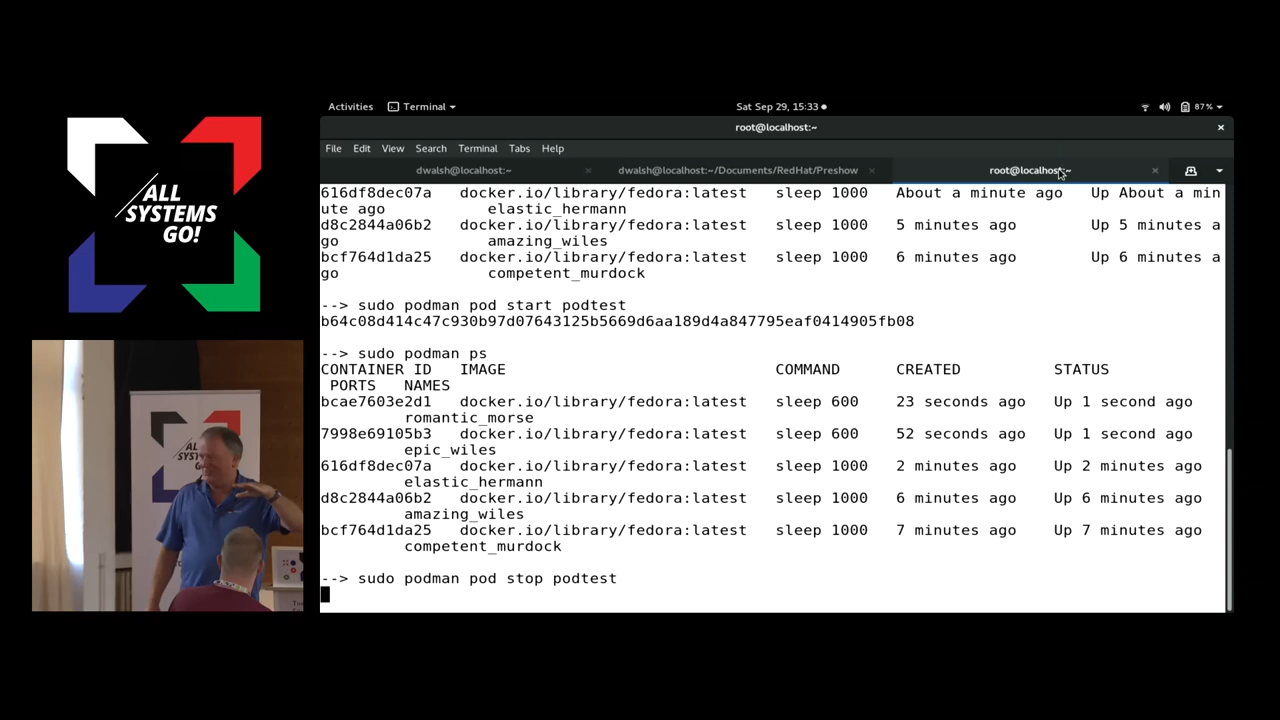 ALL
SYSTEMS
GO!
Activities Terminal Sat Sep 29, 15:33 87%
root@localhost:~
File Edit View Search Terminal Tabs Help
dwalsh@localhost:~ dwalsh@localhost:~/Documents/RedHat/Preshow root@localhost:~
616df8dec07a docker.io/library/fedora:latest sleep 1000 About a minute ago Up About a min
ute ago elastic_hermann
d8c2844a06b2 docker.io/library/fedora:latest sleep 1000 5 minutes ago Up 5 minutes a
go amazing_wiles
bcf764d1da25 docker.io/library/fedora:latest sleep 1000 6 minutes ago Up 6 minutes a
go competent_murdock
--> sudo podman pod start podtest
b64c08d414c47c930b97d07643125b5669d6aa189d4a847795eaf0414905fb08
--> sudo podman ps
CONTAINER ID IMAGE COMMAND CREATED STATUS
PORTS NAMES
bcae7603e2d1 docker.io/library/fedora:latest sleep 600 23 seconds ago Up 1 second ago
romantic_morse
7998e69105b3 docker.io/library/fedora:latest sleep 600 52 seconds ago Up 1 second ago
epic_wiles
616df8dec07a docker.io/library/fedora:latest sleep 1000 2 minutes ago Up 2 minutes ago
elastic_hermann
d8c2844a06b2 docker.io/library/fedora:latest sleep 1000 6 minutes ago Up 6 minutes ago
amazing_wiles
bcf764d1da25 docker.io/library/fedora:latest sleep 1000 7 minutes ago Up 7 minutes ago
competent_murdock
--> sudo podman pod stop podtest